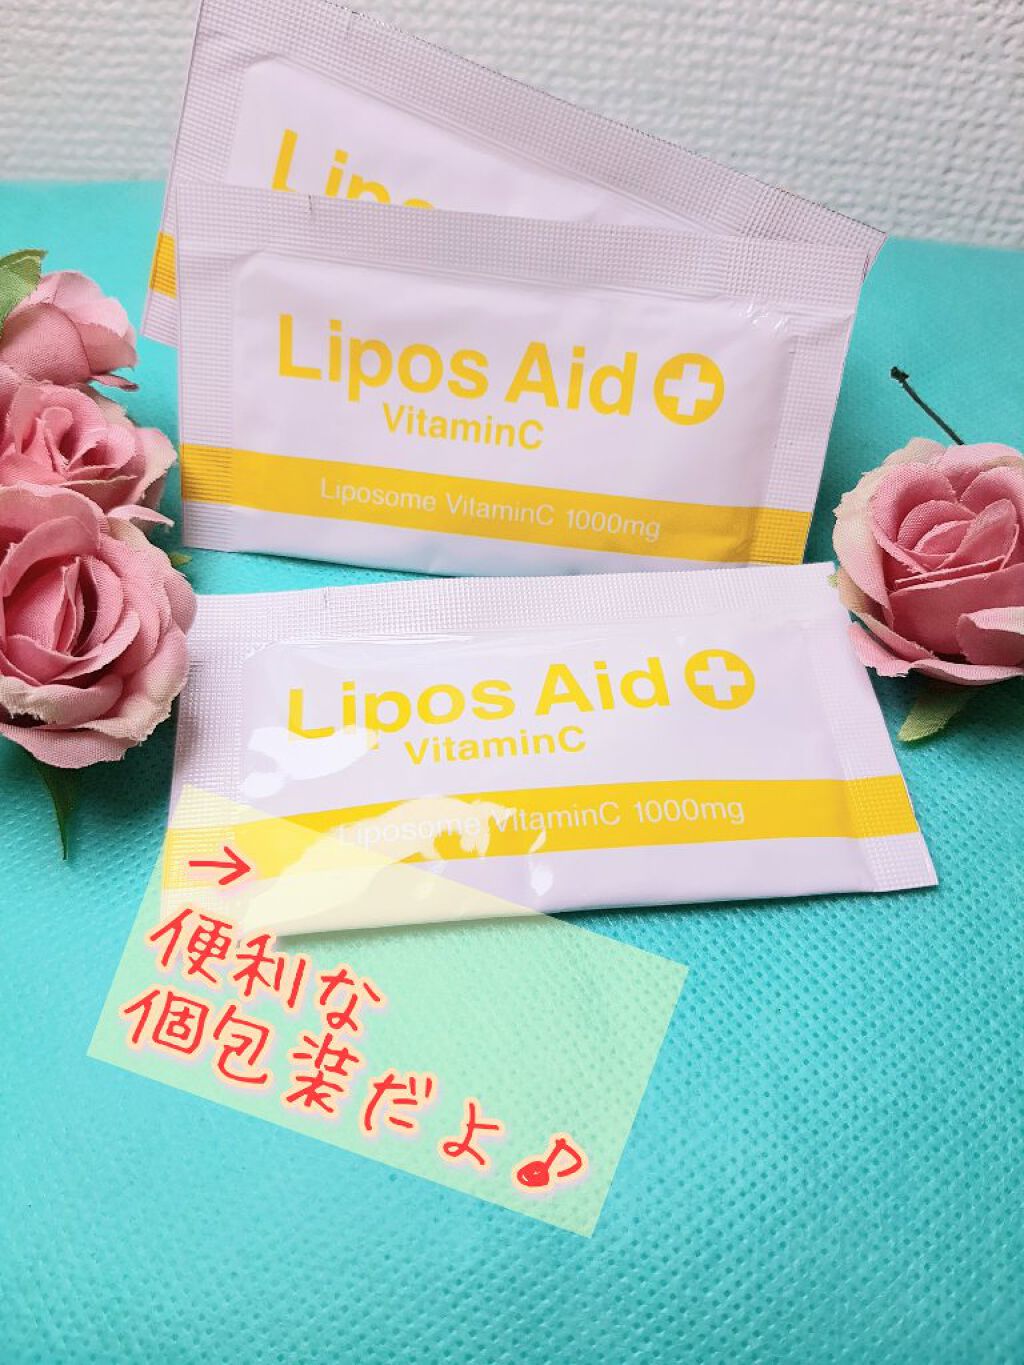 Lipos
Lipos Aid
VitaminC
Liposome VitaminC 1000mg
Lipos Aid
VitaminC
Liposome VitaminC 1000mg
→
便利な
個包装だよ♪